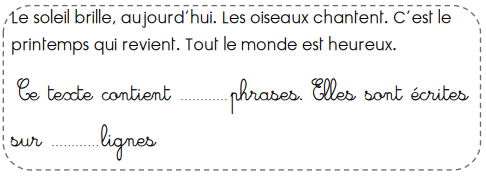 Le soleil brille, aujourd'hui. Les oiseaux chantent. C'est le
printemps qui revient. Tout le monde est heureux.
Ce texte contient ............phrases. Elles sont écrites
sur ............lignes